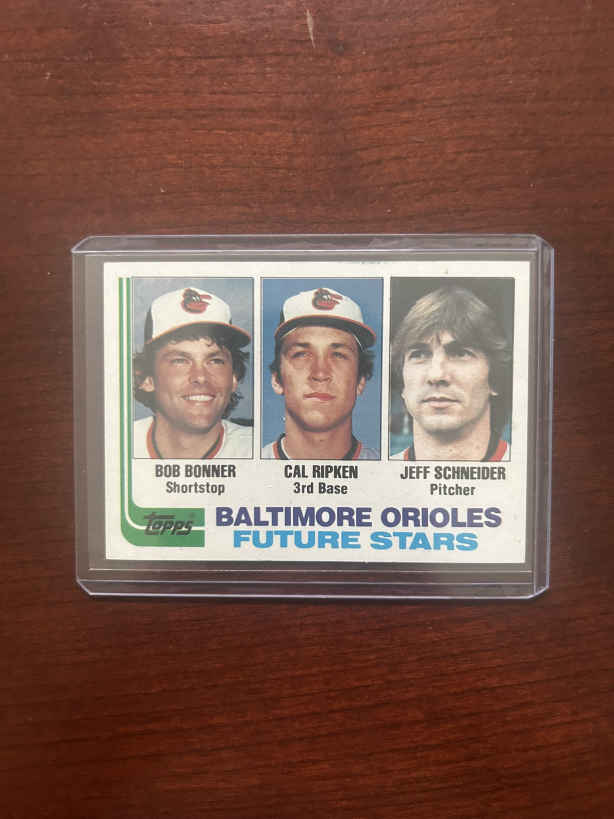 BOB BONNER
Shortstop
CAL RIPKEN
3rd Base
JEFF SCHNEIDER
Pitcher
topps
BALTIMORE ORIOLES
FUTURE STARS